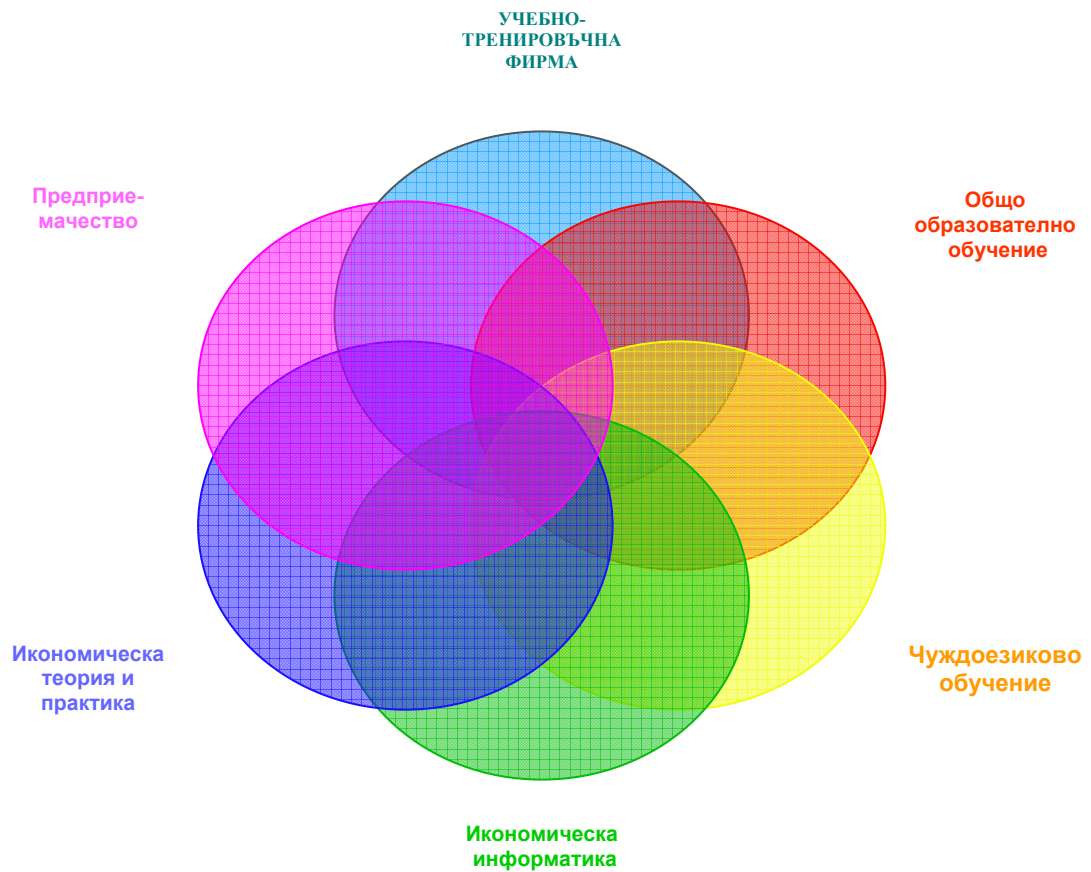 УЧЕБНО-
ТРЕНИРОВЪЧНА
ФИРМА
Предприе-
мачество
Общо
образователно
обучение
Икономическа
теория и
практика
Чуждоезиково
обучение
Икономическа
информатика